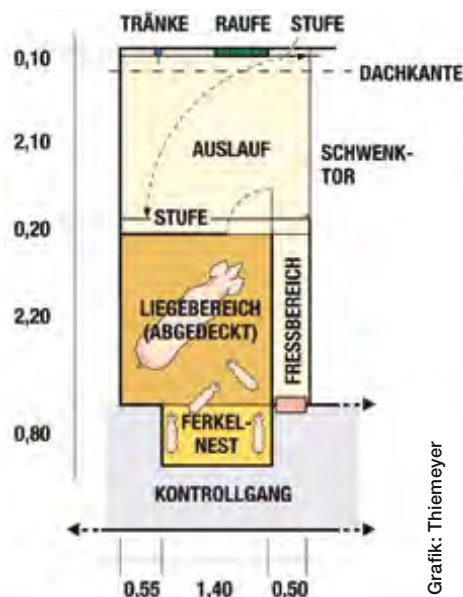 TRÄNKE RAUFE STUFE
0,10
DACHKANTE
2,10
AUSLAUF
SCHWENK-
TOR
0,20
STUFE
2,20
LIEGEBEREICH
(ABGEDECKT)
FRESSBEREICH
0,80
FERKEL-
NEST
KONTROLLGANG
0,55 1,40 0,50
Grafik: Thiemeyer